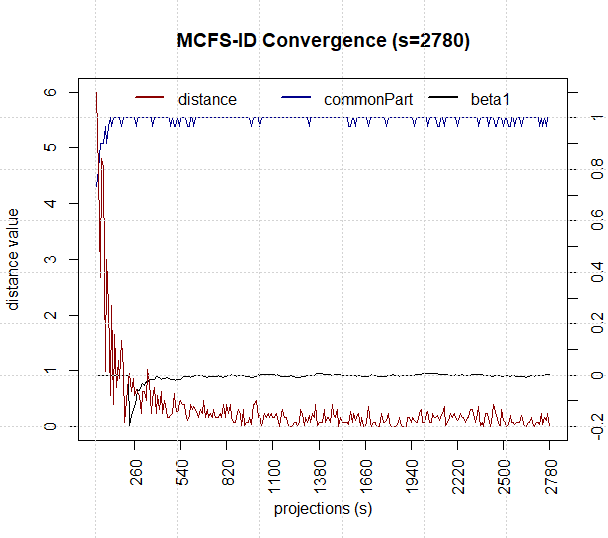 MCFS-ID Convergence (s=2780)
distance commonPart beta1
6
5
4
3
2
1
0
distance value
1
0.8
0.6
0.4
0.2
0
-0.2
260 540 820 1100 1380 1660 1940 2220 2500 2780
projections (s)